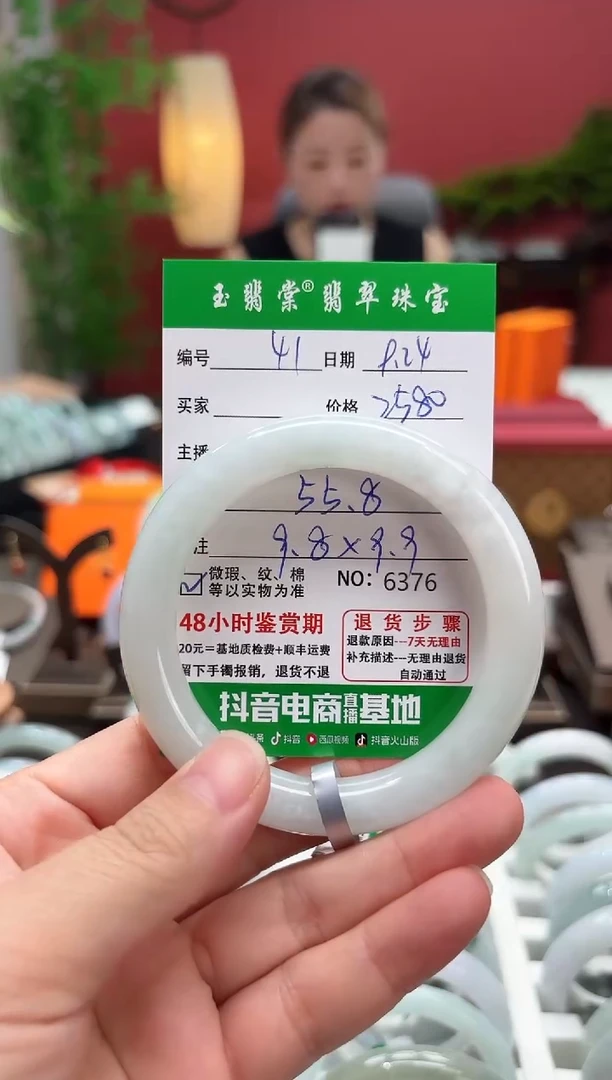 玉翡棠®翡翠珠宝
编号 41 日期 9.24
买家 价格 2580
主播
55.8
注 9.8×9.9
微瑕、纹、棉
等以实物为准
NO: 6376
48小时鉴赏期
20元=基地质检费+顺丰运费
留下手镯报销，退货不退
退货步骤
退款原因---7天无理由
补充描述---无理由退货
自动通过
抖音电商直播基地
抖音 西瓜视频 抖音火山版